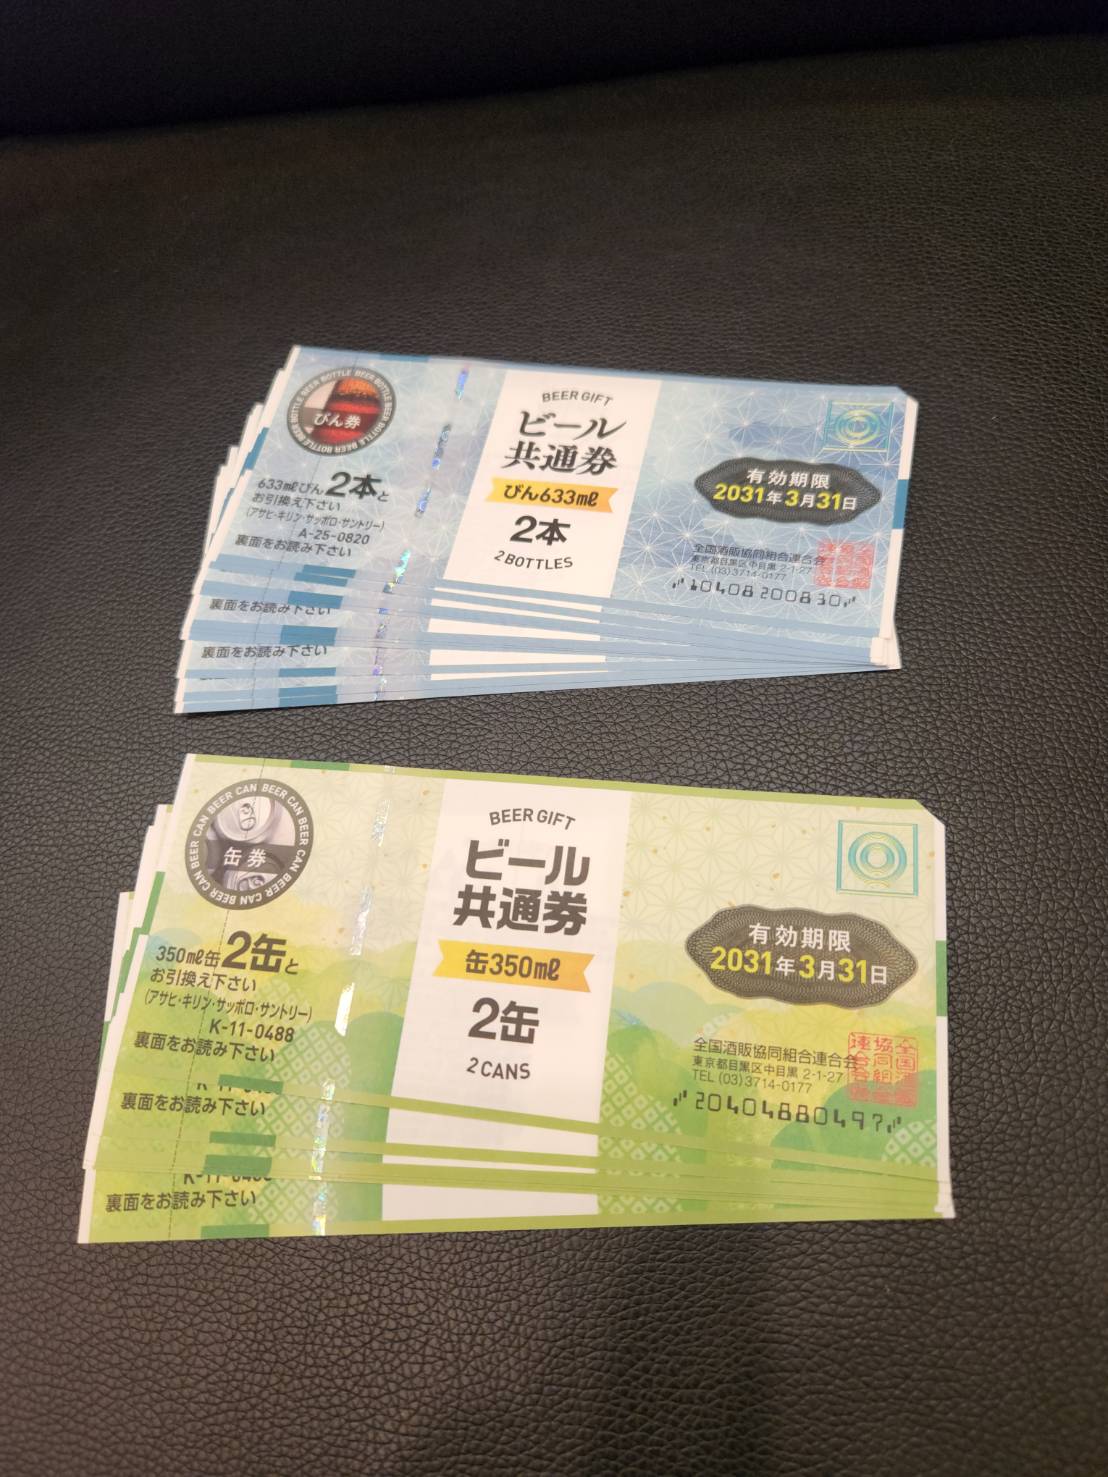 BEER BOTTLE BEER BOTTLE BEER BOTTLE BEER BOTTLE
びん券
633mℓびん2本と
お引換え下さい
(アサヒ・キリン・サッポロ・サントリー)
A-25-0820
裏面をお読み下さい
BEER GIFT
ビール
共通券
びん633mℓ
2本
2BOTTLES
有効期限
2031年3月31日
全国酒販協同組合連合会
東京都目黒区中目黒 2-1-27
TEL (03)3714-0177
10408200830
裏面をお読み下さい
裏面をお読み下さい
BEER CAN BEER CAN BEER CAN BEER CAN BEER CAN
缶券
350mℓ缶2缶と
お引換え下さい
(アサヒ・キリン・サッポロ・サントリー)
K-11-0488
裏面をお読み下さい
BEER GIFT
ビール
共通券
缶350mℓ
2缶
2CANS
有効期限
2031年3月31日
全国酒販協同組合連合会
東京都目黒区中目黒 2-1-27
TEL (03)3714-0177
20404880497
裏面をお読み下さい
裏面をお読み下さい